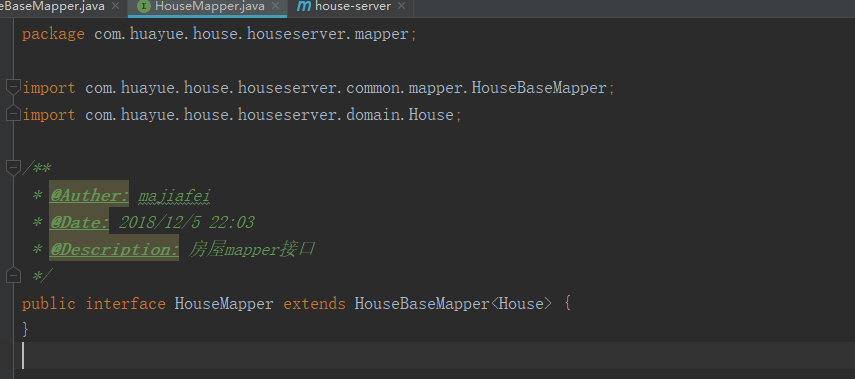 eBaseMapper.java HouseMapper.java house-server
package com.huayue.house.houseserver.mapper;
import com.huayue.house.houseserver.common.mapper.HouseBaseMapper;
import com.huayue.house.houseserver.domain.House;
/**
* @Auther: majiafei
* @Date: 2018/12/5 22:03
* @Description: 房屋mapper接口
*/
public interface HouseMapper extends HouseBaseMapper<House> {
}